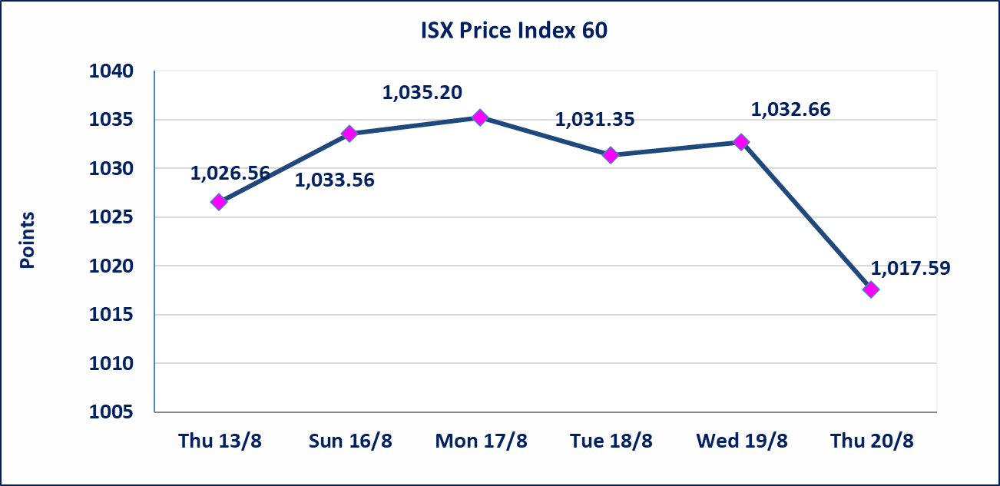 ISX Price Index 60
Points
1040
1035
1030
1025
1020
1015
1010
1005
1,026.56
1,033.56
1,035.20
1,031.35
1,032.66
1,017.59
Thu 13/8
Sun 16/8
Mon 17/8
Tue 18/8
Wed 19/8
Thu 20/8